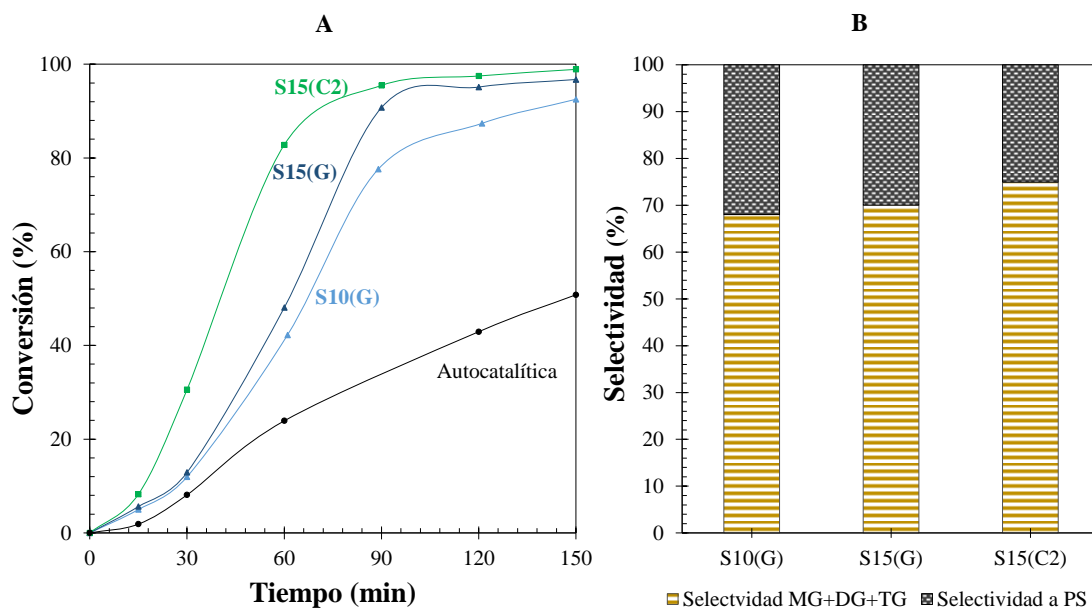 A
Conversión (%)
100
80
60
40
20
0
0
30
60
90
120
150
Tiempo (min)
S15(C2)
S15(G)
S10(G)
Autocatalítica
B
Selectividad (%)
100
90
80
70
60
50
40
30
20
10
0
S10(G)
S15(G)
S15(C2)
Selectvidad MG+DG+TG
Selectividad a PS